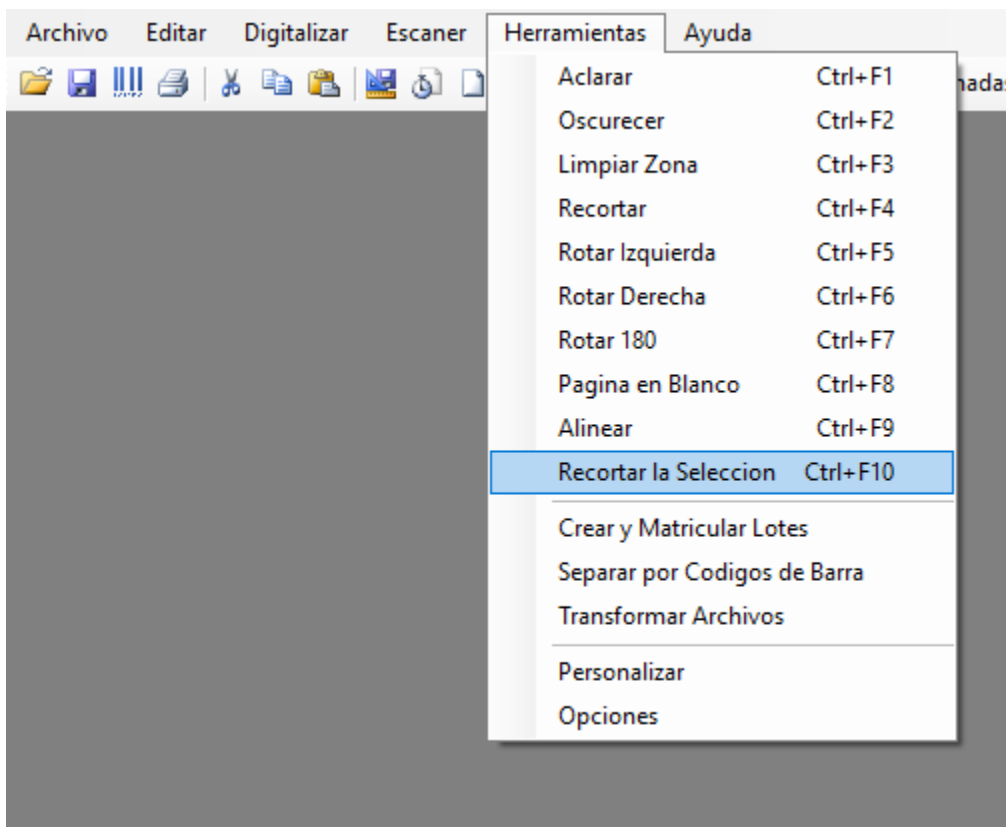 Archivo Editar Digitalizar Escaner Herramientas Ayuda
Aclarar Ctrl+F1
Oscurecer Ctrl+F2
Limpiar Zona Ctrl+F3
Recortar Ctrl+F4
Rotar Izquierda Ctrl+F5
Rotar Derecha Ctrl+F6
Rotar 180 Ctrl+F7
Pagina en Blanco Ctrl+F8
Alinear Ctrl+F9
Recortar la Seleccion Ctrl+F10
Crear y Matricular Lotes
Separar por Codigos de Barra
Transformar Archivos
Personalizar
Opciones